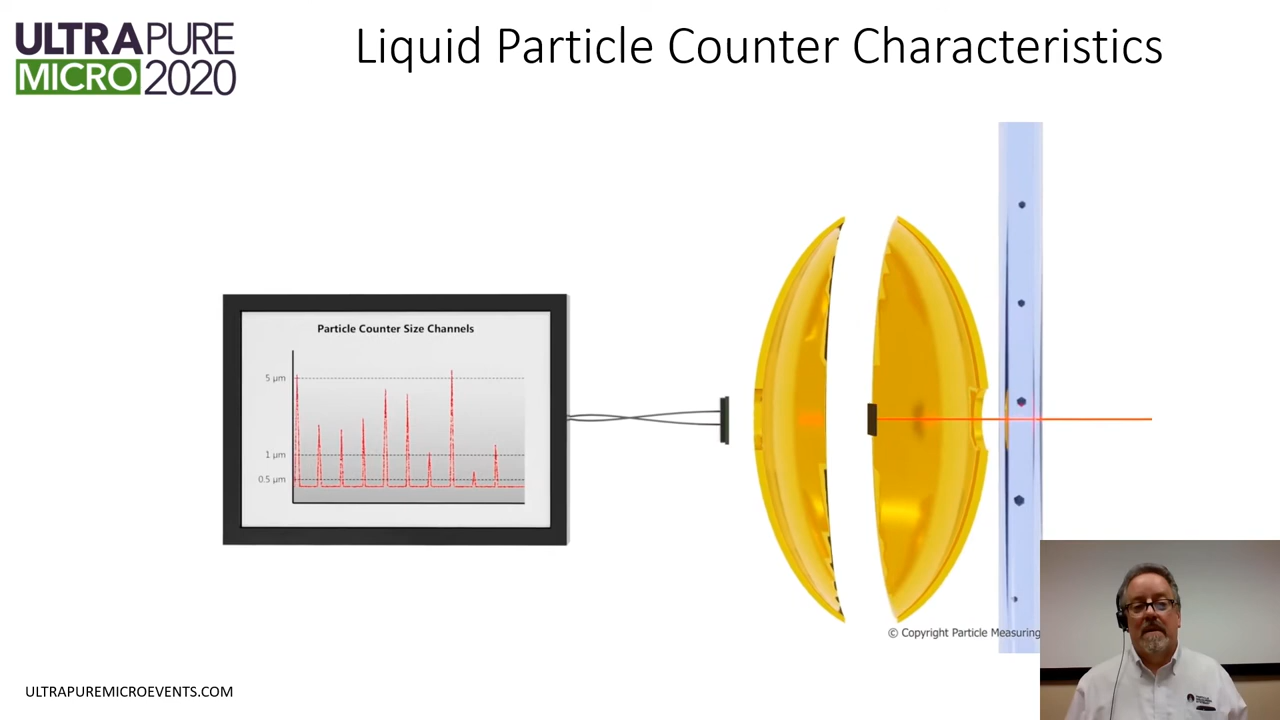 ULTRAPURE
MICRO 2020
Liquid Particle Counter Characteristics
Particle Counter Size Channels
5 µm
1 µm
0.5 µm
© Copyright Particle Measuring
ULTRAPUREMICROEVENTS.COM